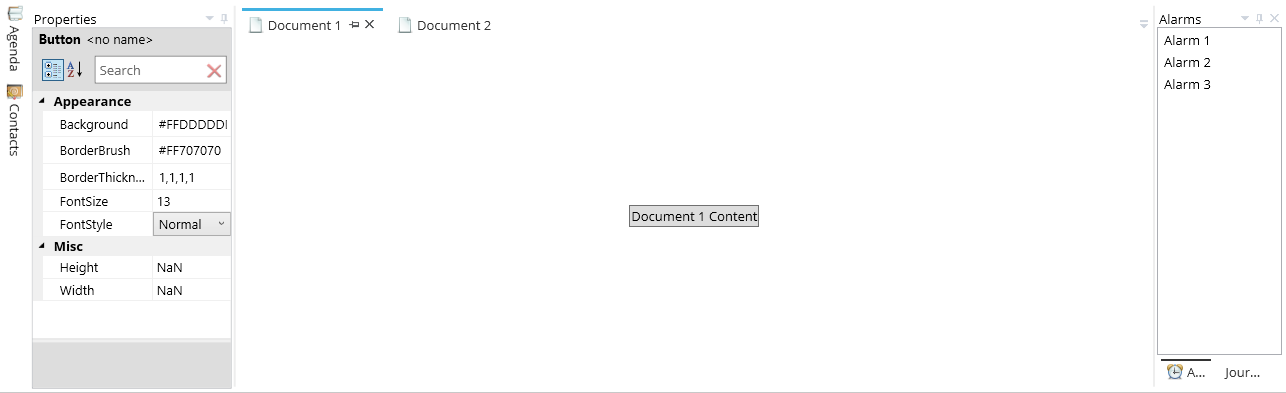 Agenda
Contacts
Properties
Button <no name>
Search
Appearance
Background #FFDDDDD
BorderBrush #FF707070
BorderThickn... 1,1,1,1
FontSize 13
FontStyle Normal
Misc
Height NaN
Width NaN
Document 1
Document 2
Document 1 Content
Alarms
Alarm 1
Alarm 2
Alarm 3
A...
Jour...